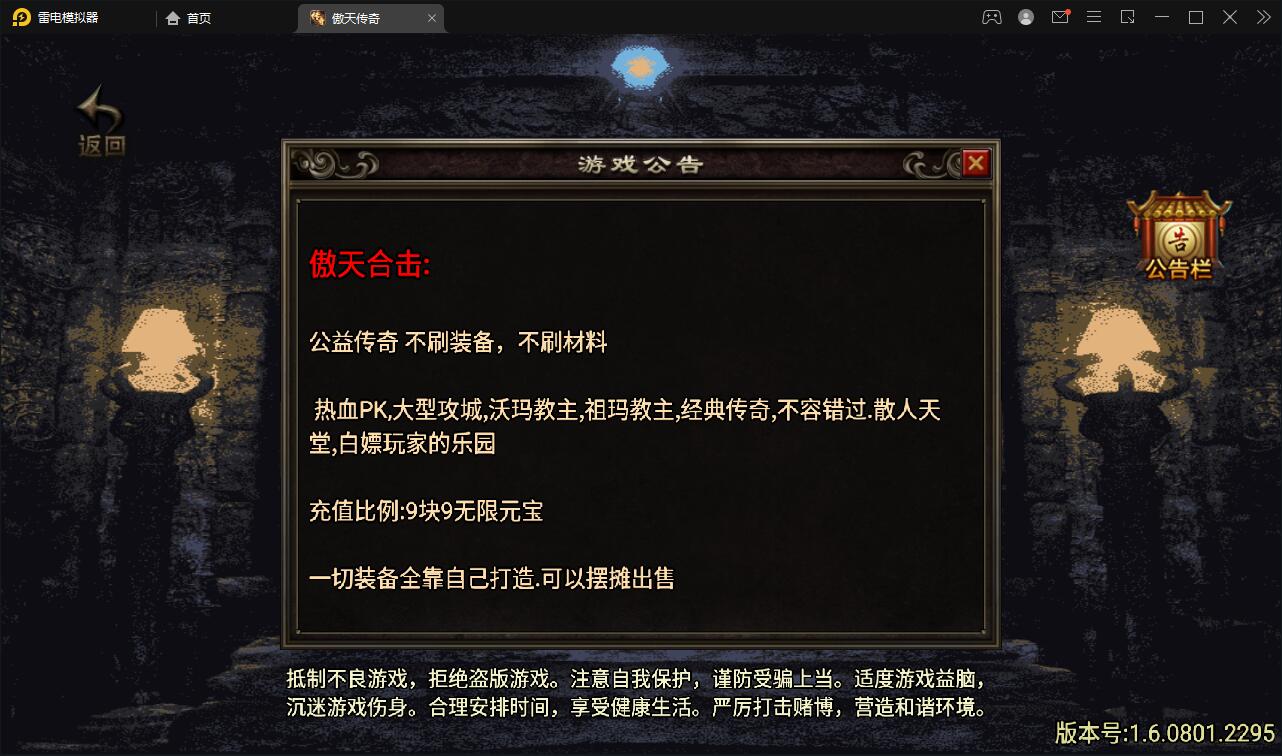 雷电模拟器
首页
傲天传奇
返回
游戏公告
告
公告栏
傲天合击:
公益传奇 不刷装备，不刷材料
热血PK,大型攻城,沃玛教主,祖玛教主,经典传奇,不容错过.散人天
堂,白嫖玩家的乐园
充值比例:9块9无限元宝
一切装备全靠自己打造.可以摆摊出售
抵制不良游戏，拒绝盗版游戏。注意自我保护，谨防受骗上当。适度游戏益脑，
沉迷游戏伤身。合理安排时间，享受健康生活。严厉打击赌博，营造和谐环境。
版本号:1.6.0801.2295